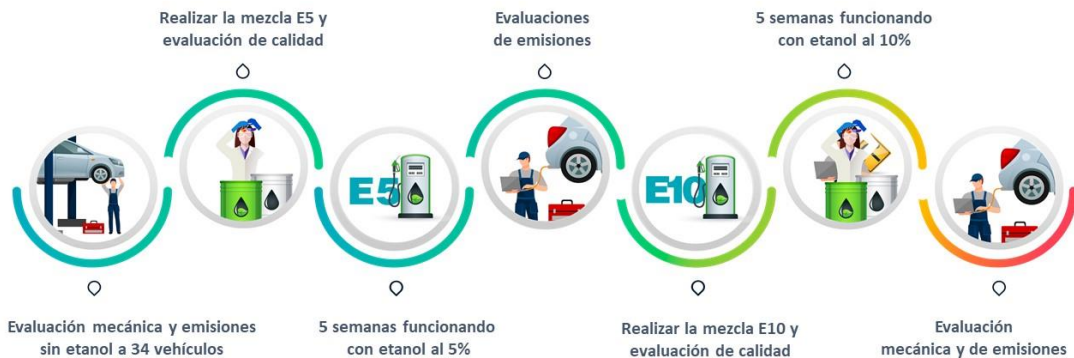 Evaluación mecánica y emisiones
sin etanol a 34 vehículos
Realizar la mezcla E5 y
evaluación de calidad
E5
5 semanas funcionando
con etanol al 5%
Evaluaciones
de emisiones
E10
Realizar la mezcla E10 y
evaluación de calidad
5 semanas funcionando
con etanol al 10%
Evaluación
mecánica y de emisiones